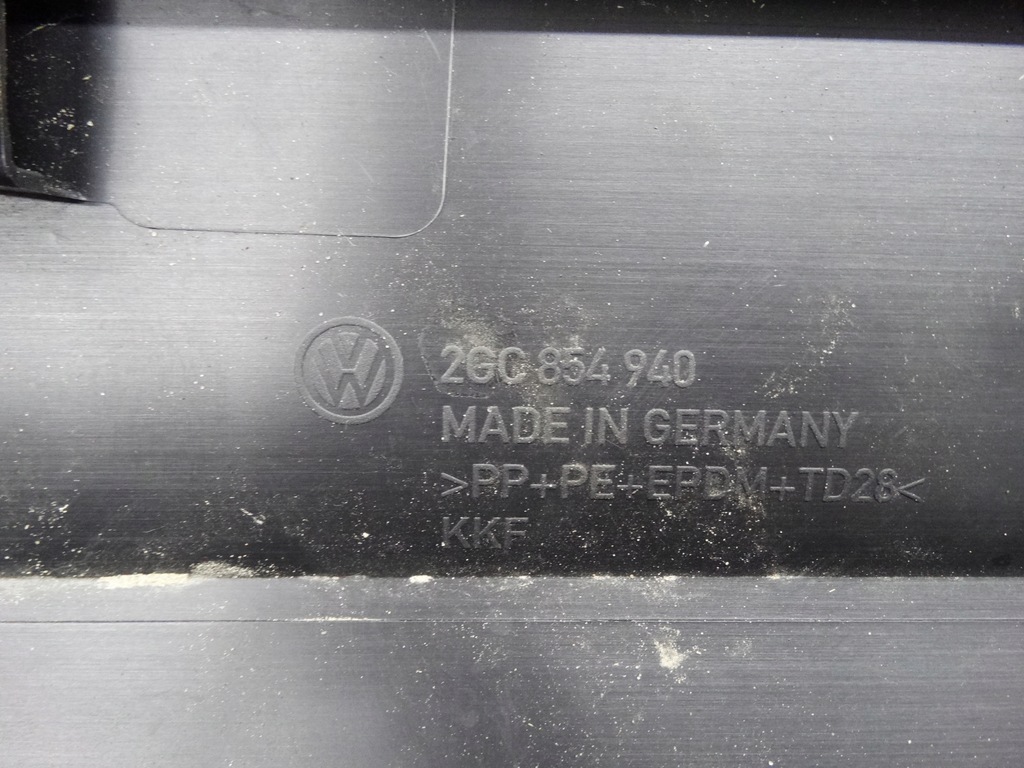 2GC 854 940
MADE IN GERMANY
>PP+PE+EPDM+TD28<
KKF